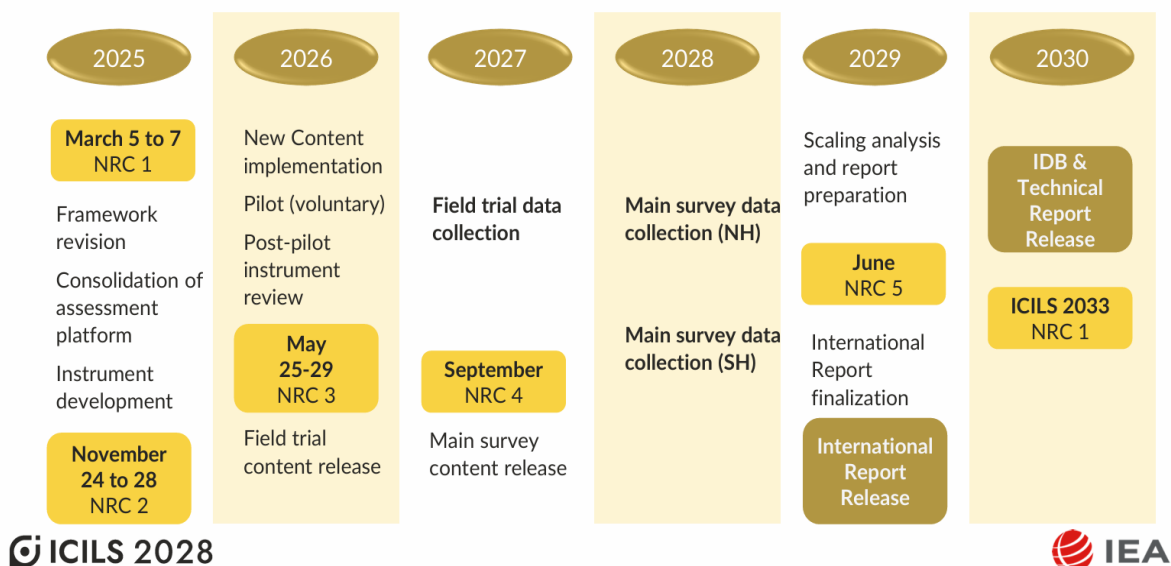 2025
March 5 to 7
NRC 1
Framework
revision
Consolidation of
assessment
platform
Instrument
development
November
24 to 28
NRC 2
2026
New Content
implementation
Pilot (voluntary)
Post-pilot
instrument
review
May
25-29
NRC 3
Field trial
content release
2027
Field trial data
collection
September
NRC 4
Main survey
content release
2028
Main survey data
collection (NH)
Main survey data
collection (SH)
2029
Scaling analysis
and report
preparation
June
NRC 5
International
Report
finalization
International
Report
Release
2030
IDB &
Technical
Report
Release
ICILS 2033
NRC 1
ICILS 2028
IEA